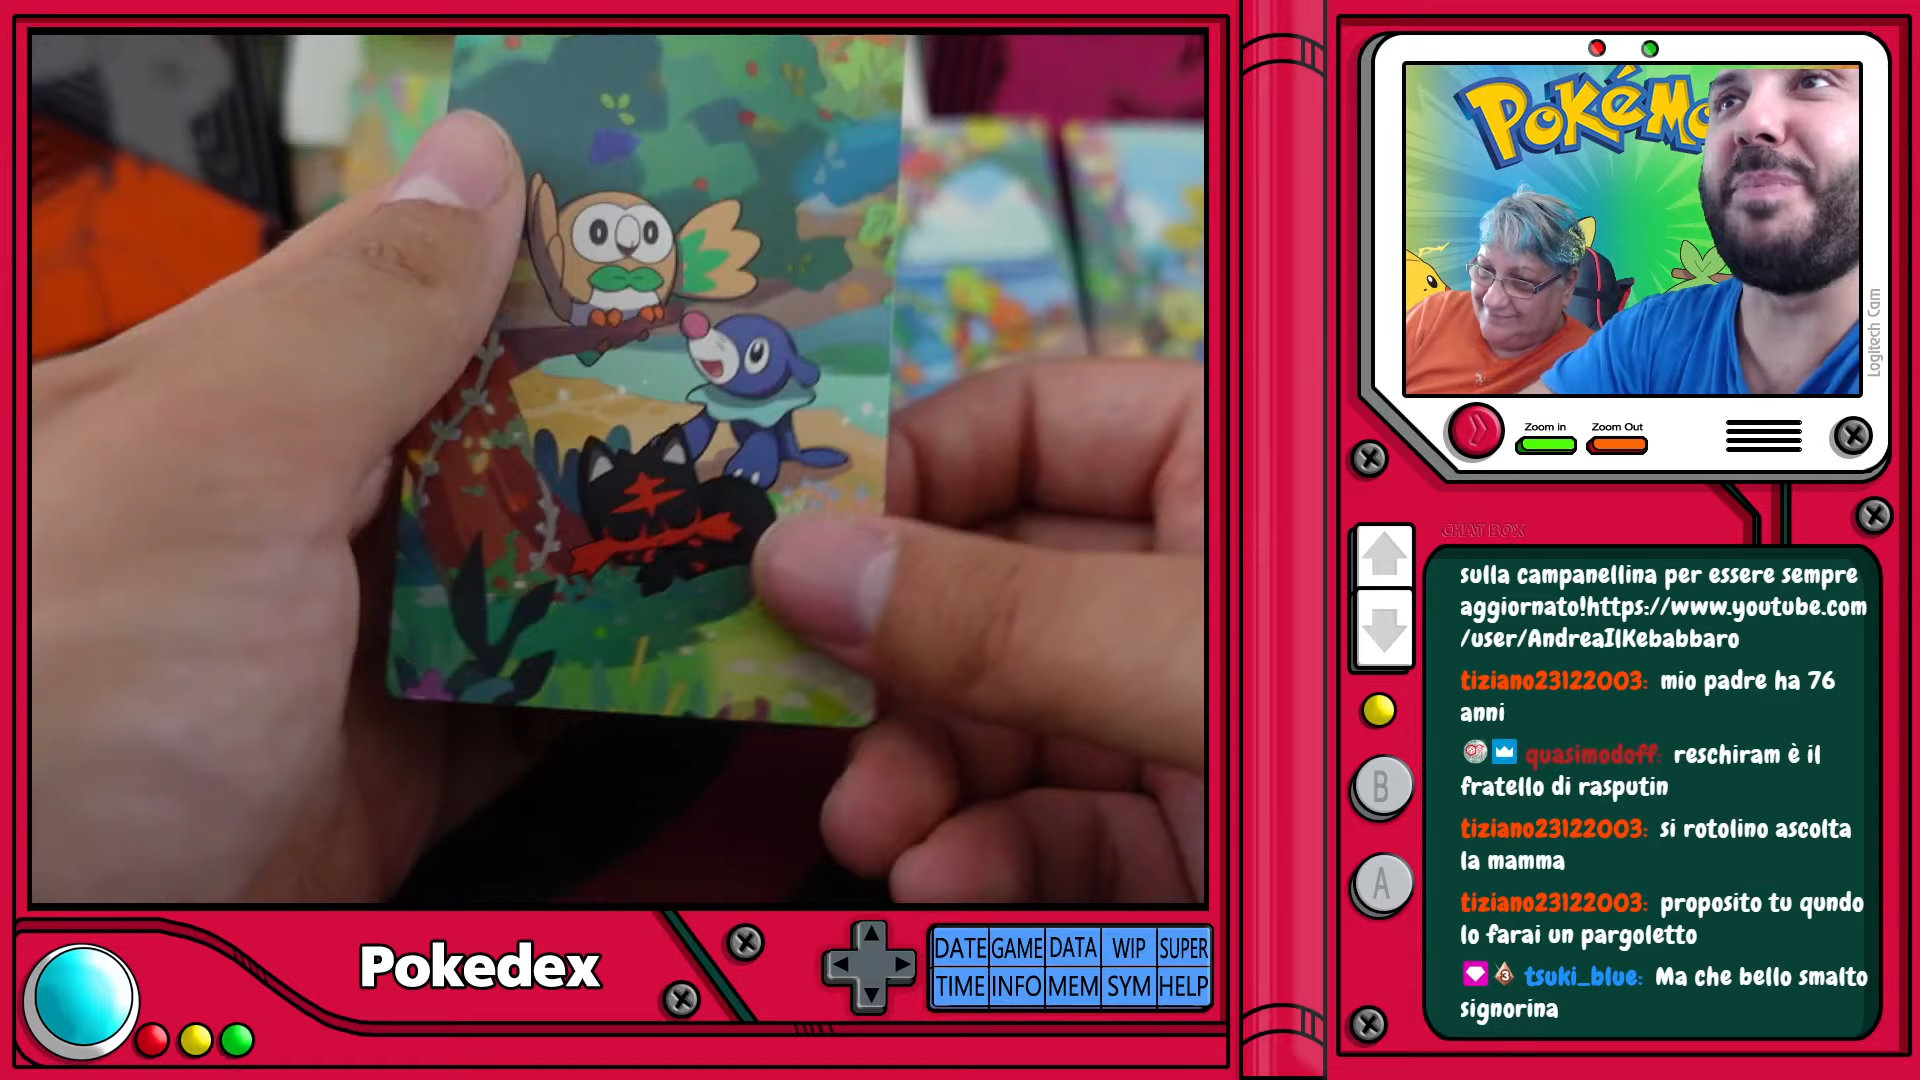 POKÉMO
Logitech Cam
Zoom in
Zoom Out
CHAT BOX
sulla campanellina per essere sempre
aggiornato!https://www.youtube.com
/user/AndreaIlKebabbaro
tiziano23122003: mio padre ha 76
anni
quasimodoff: reschiram è il
fratello di rasputin
tiziano23122003: si rotolino ascolta
la mamma
tiziano23122003: proposito tu qundo
lo farai un pargoletto
3 tsuki_blue: Ma che bello smalto
signorina
B
A
Pokedex
DATE GAME DATA WIP SUPER
TIME INFO MEM SYM HELP